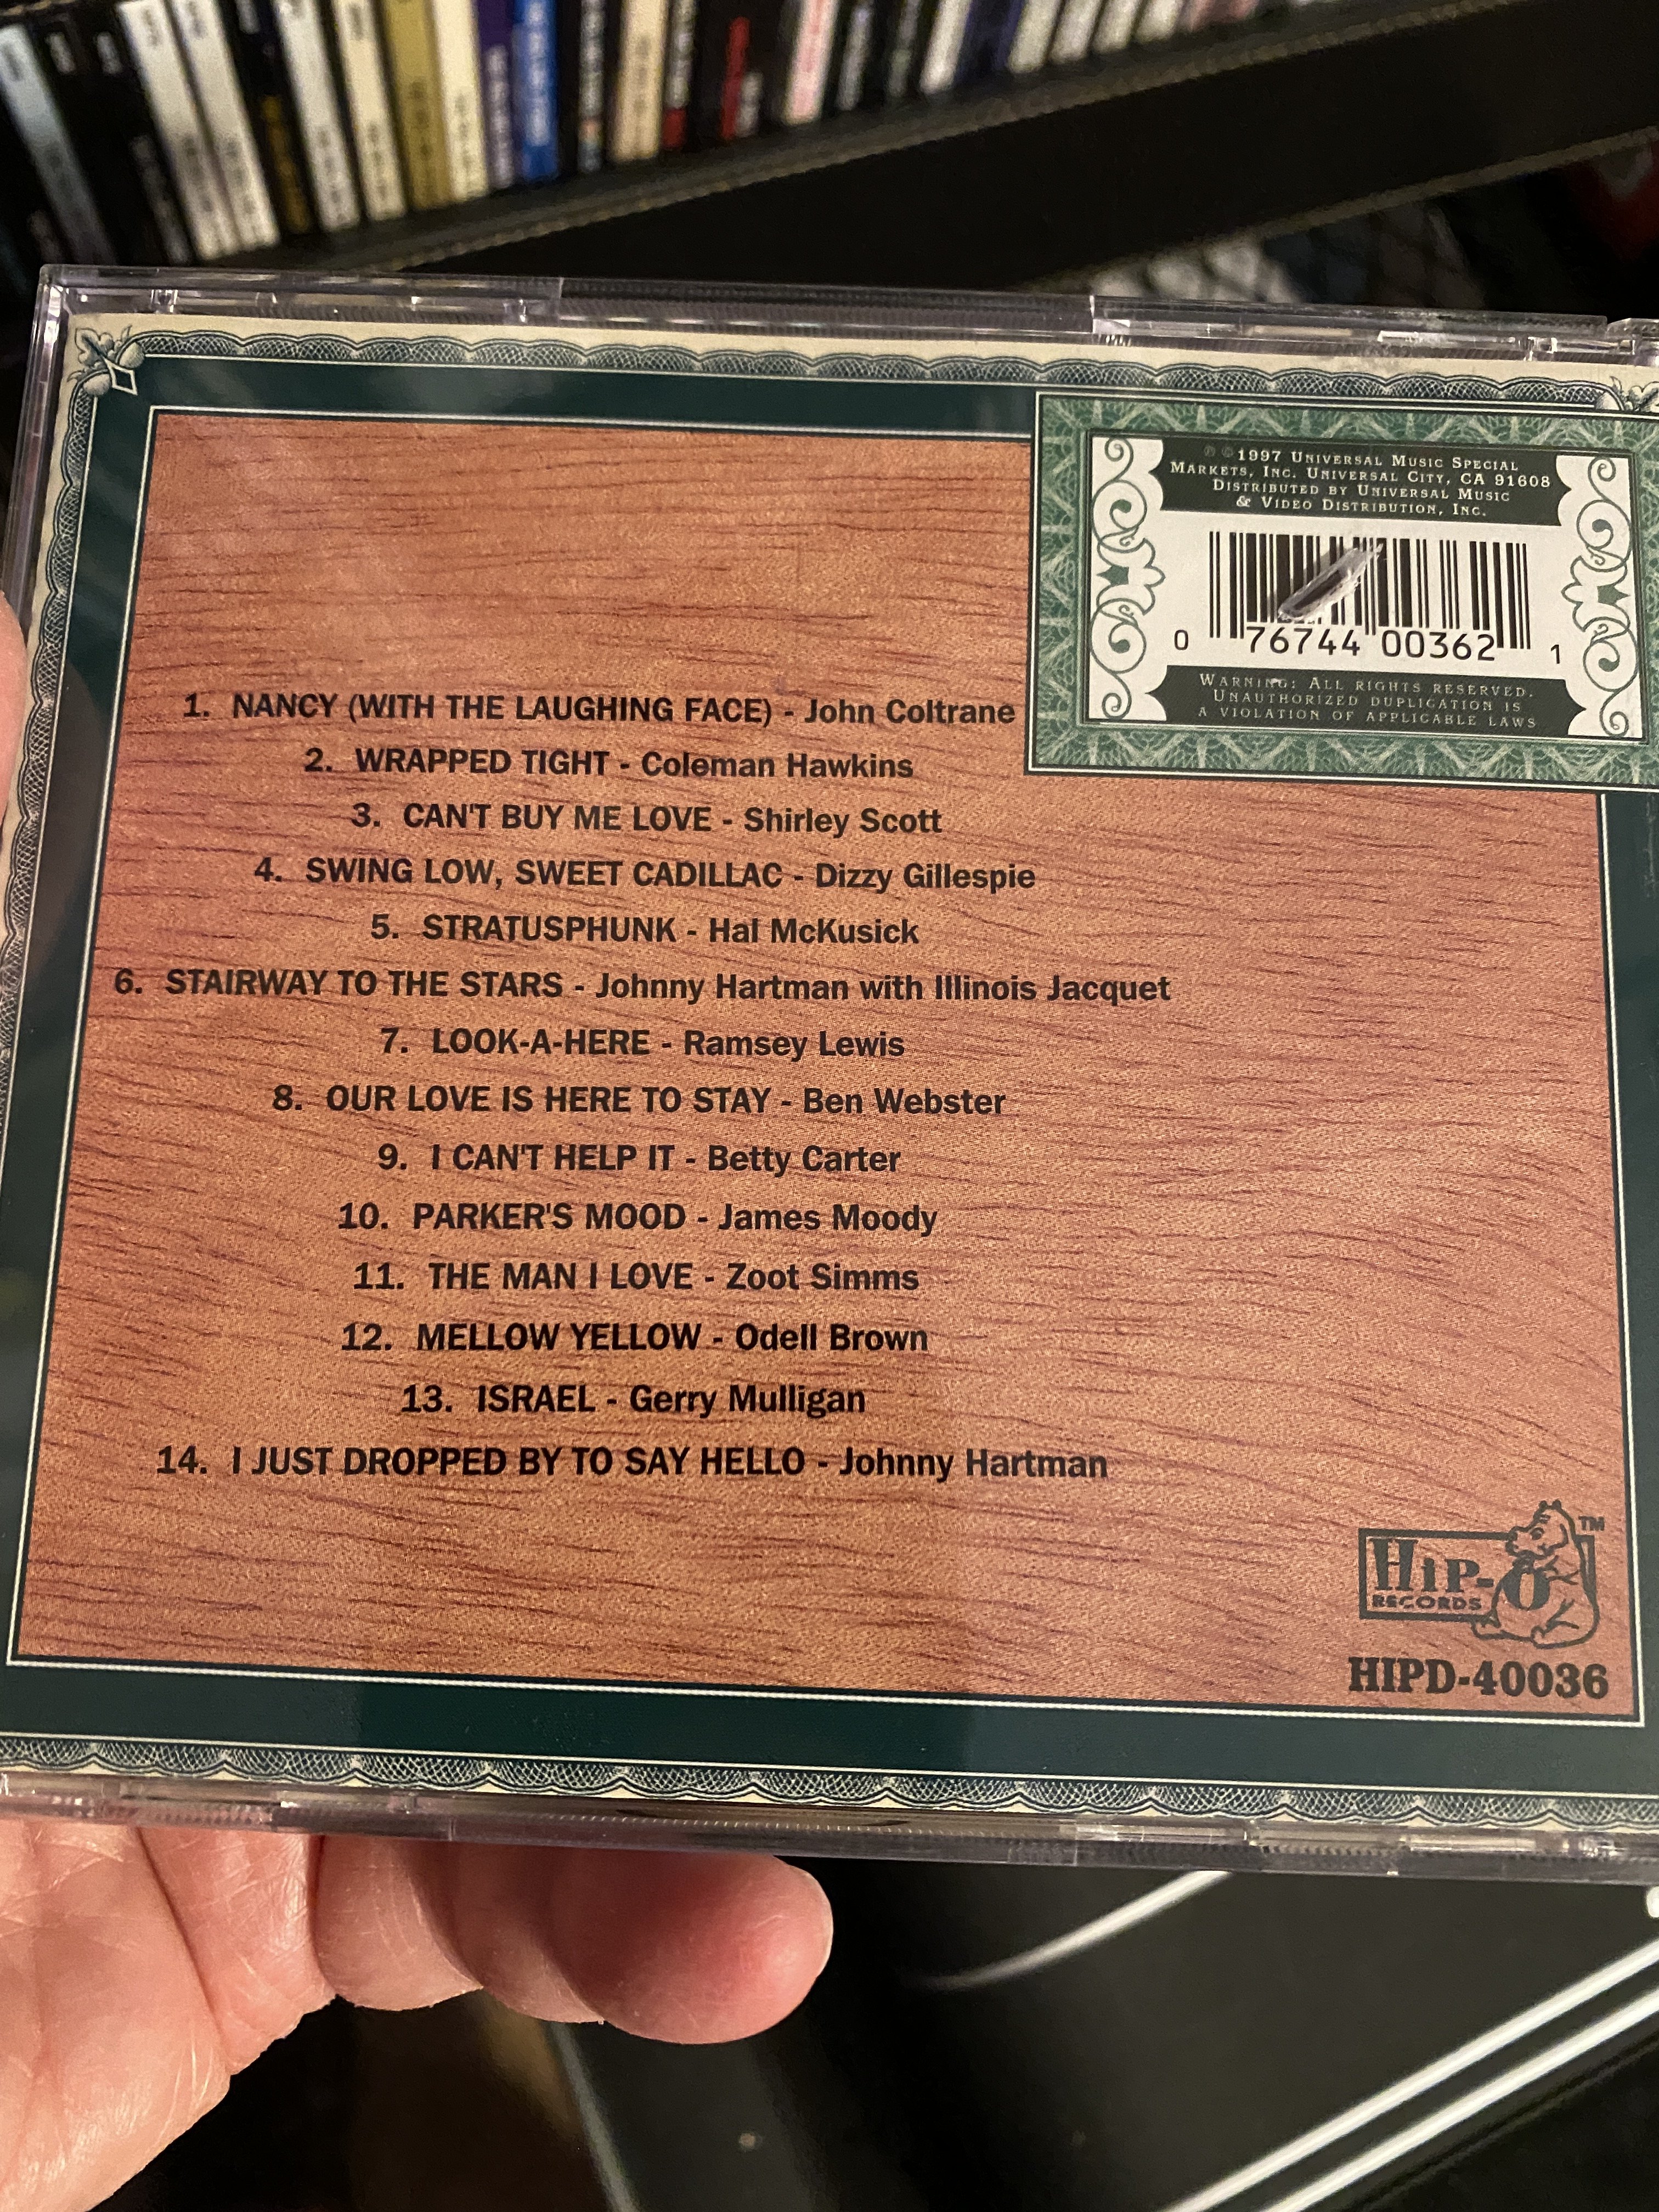 ℗ © 1997 Universal Music Special
Markets, Inc. Universal City, CA 91608
Distributed by Universal Music
& Video Distribution, Inc.
0 76744 00362 1
Warning: All rights reserved.
Unauthorized duplication is
a violation of applicable laws
1. NANCY (WITH THE LAUGHING FACE) - John Coltrane
2. WRAPPED TIGHT - Coleman Hawkins
3. CAN'T BUY ME LOVE - Shirley Scott
4. SWING LOW, SWEET CADILLAC - Dizzy Gillespie
5. STRATUSPHUNK - Hal McKusick
6. STAIRWAY TO THE STARS - Johnny Hartman with Illinois Jacquet
7. LOOK-A-HERE - Ramsey Lewis
8. OUR LOVE IS HERE TO STAY - Ben Webster
9. I CAN'T HELP IT - Betty Carter
10. PARKER'S MOOD - James Moody
11. THE MAN I LOVE - Zoot Simms
12. MELLOW YELLOW - Odell Brown
13. ISRAEL - Gerry Mulligan
14. I JUST DROPPED BY TO SAY HELLO - Johnny Hartman
HIP-O TM
RECORDS
HIPD-40036